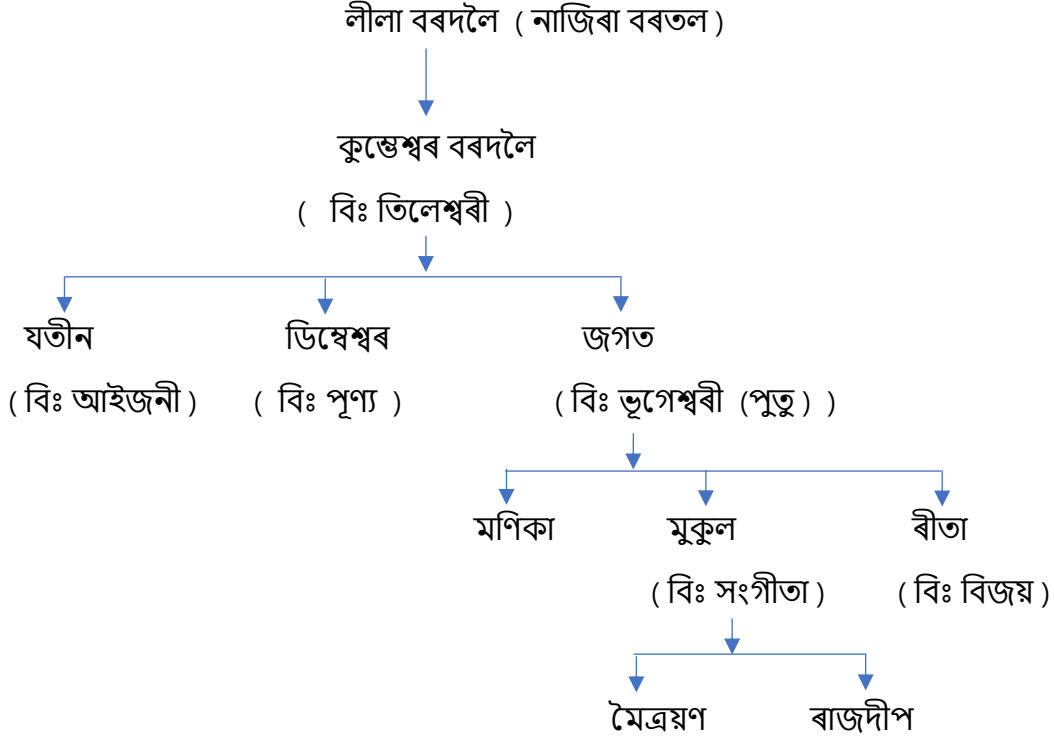 লীলা বৰদলৈ ( নাজিৰা বৰতল )
কুম্ভেশ্বৰ বৰদলৈ
( বিঃ তিলেশ্বৰী )
যতীন ডিম্বেশ্বৰ জগত
( বিঃ আইজনী ) ( বিঃ পূণ্য ) ( বিঃ ভূগেশ্বৰী (পুতু ) )
মণিকা মুকুল ৰীতা
( বিঃ সংগীতা ) ( বিঃ বিজয় )
মৈত্ৰয়ণ ৰাজদীপ